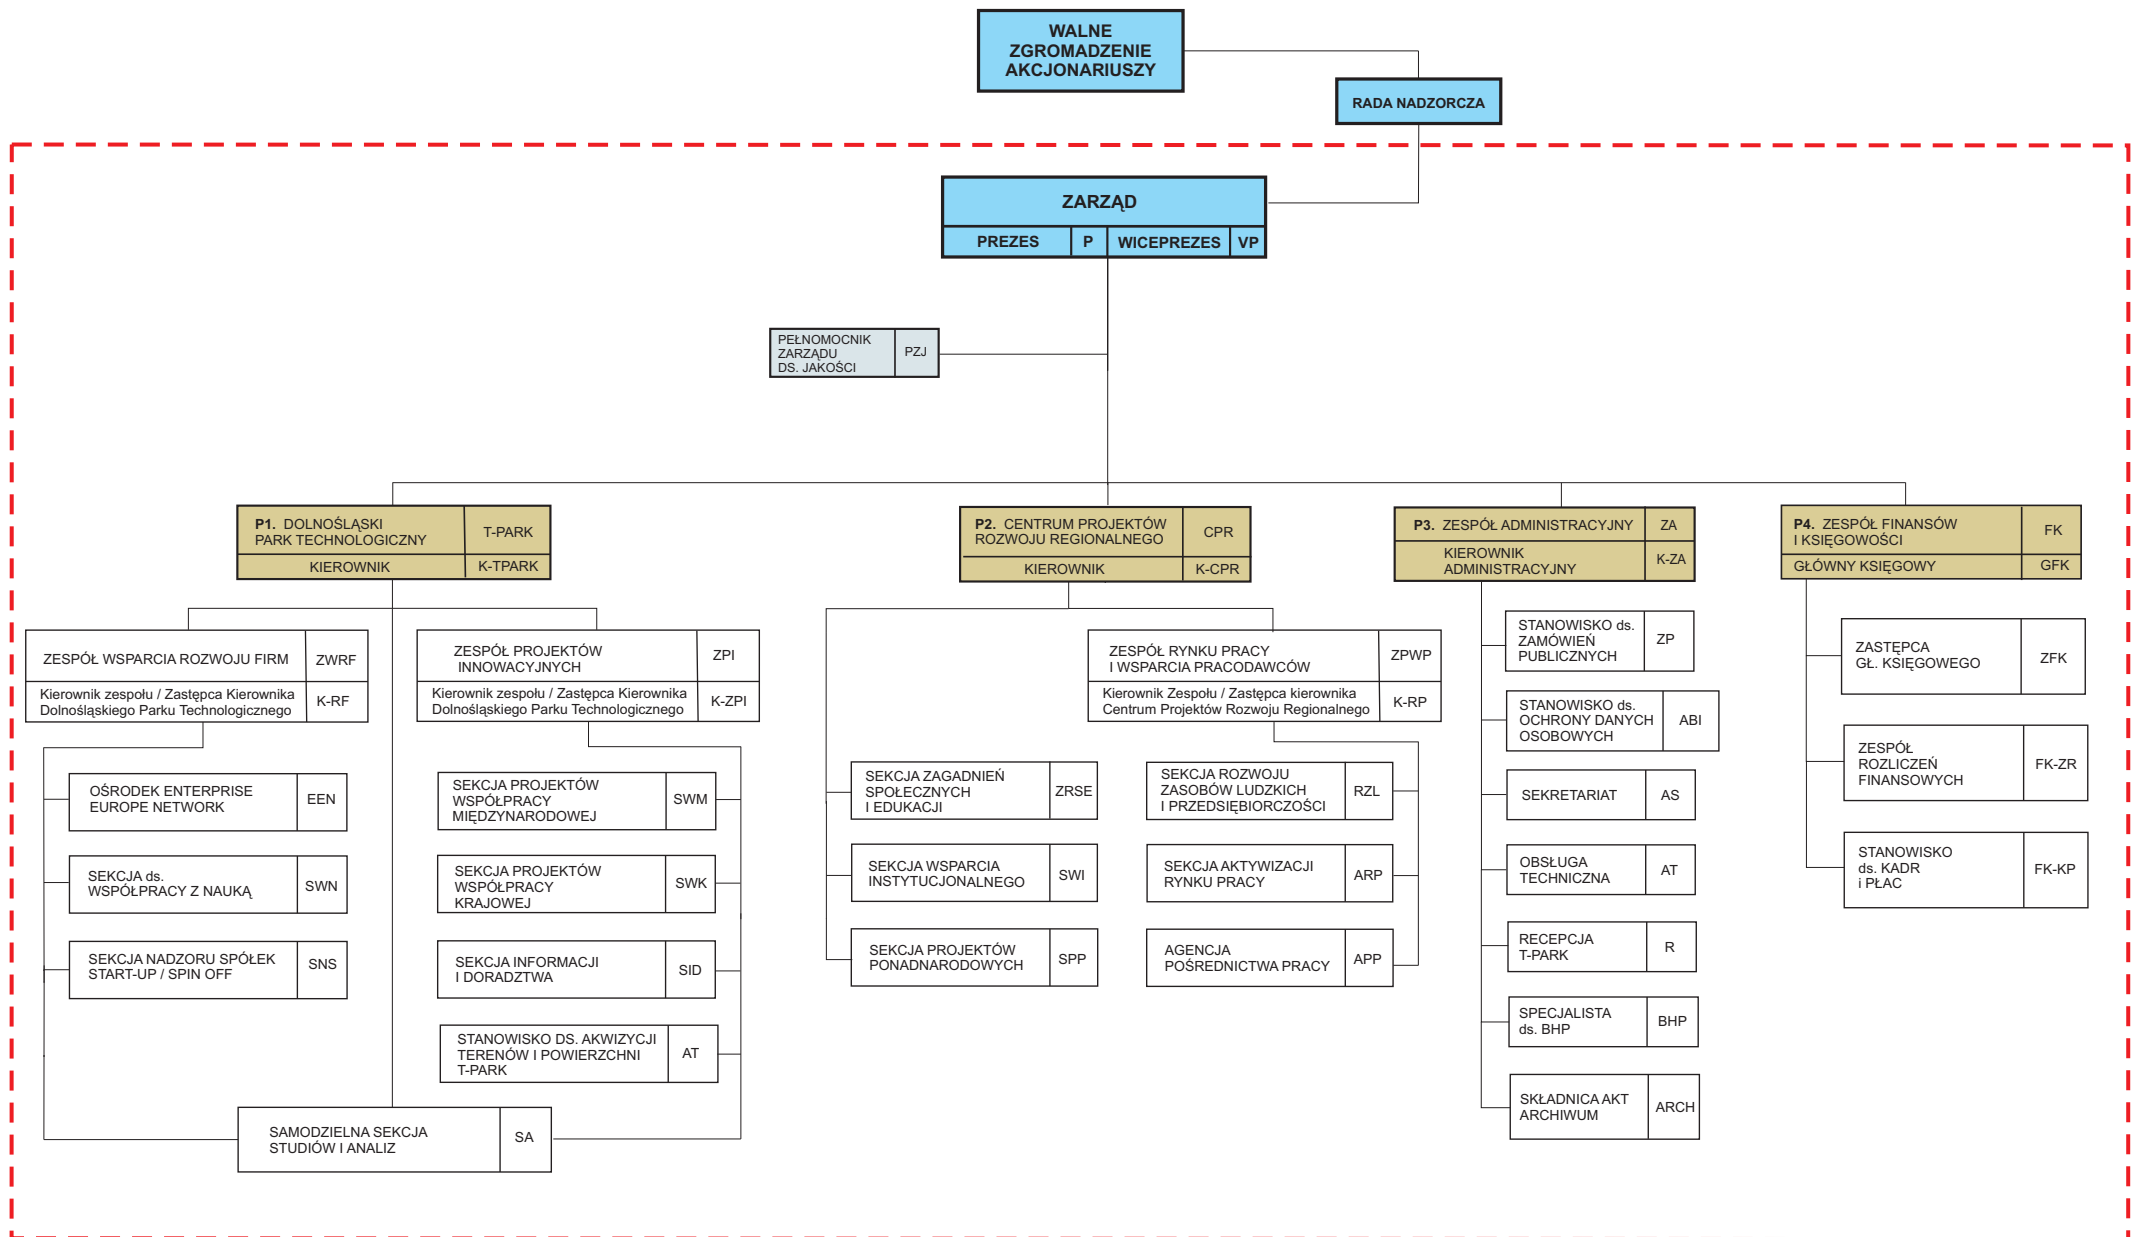 WALNE
ZGROMADZENIE
AKCJONARIUSZY
RADA NADZORCZA
ZARZĄD
PREZES
P
WICEPREZES
VP
PEŁNOMOCNIK
ZARZĄDU
DS. JAKOŚCI
PZJ
P1. DOLNOŚLĄSKI
PARK TECHNOLOGICZNY
T-PARK
KIEROWNIK
K-TPARK
P2. CENTRUM PROJEKTÓW
ROZWOJU REGIONALNEGO
CPR
KIEROWNIK
K-CPR
P3. ZESPÓŁ ADMINISTRACYJNY
ZA
KIEROWNIK
ADMINISTRACYJNY
K-ZA
P4. ZESPÓŁ FINANSÓW
I KSIĘGOWOŚCI
FK
GŁÓWNY KSIĘGOWY
GFK
ZESPÓŁ WSPARCIA ROZWOJU FIRM
ZWRF
Kierownik zespołu / Zastępca Kierownika
Dolnośląskiego Parku Technologicznego
K-RF
OŚRODEK ENTERPRISE
EUROPE NETWORK
EEN
SEKCJA ds.
WSPÓŁPRACY Z NAUKĄ
SWN
SEKCJA NADZORU SPÓŁEK
START-UP / SPIN OFF
SNS
ZESPÓŁ PROJEKTÓW
INNOWACYJNYCH
ZPI
Kierownik zespołu / Zastępca Kierownika
Dolnośląskiego Parku Technologicznego
K-ZPI
SEKCJA PROJEKTÓW
WSPÓŁPRACY
MIĘDZYNARODOWEJ
SWM
SEKCJA PROJEKTÓW
WSPÓŁPRACY
KRAJOWEJ
SWK
SEKCJA INFORMACJI
I DORADZTWA
SID
STANOWISKO DS. AKWIZYCJI
TERENÓW I POWIERZCHNI
T-PARK
AT
SAMODZIELNA SEKCJA
STUDIÓW I ANALIZ
SA
SEKCJA ZAGADNIEŃ
SPOŁECZNYCH
I EDUKACJI
ZRSE
SEKCJA WSPARCIA
INSTYTUCJONALNEGO
SWI
SEKCJA PROJEKTÓW
PONADNARODOWYCH
SPP
ZESPÓŁ RYNKU PRACY
I WSPARCIA PRACODAWCÓW
ZPWP
Kierownik Zespołu / Zastępca kierownika
Centrum Projektów Rozwoju Regionalnego
K-RP
SEKCJA ROZWOJU
ZASOBÓW LUDZKICH
I PRZEDSIĘBIORCZOŚCI
RZL
SEKCJA AKTYWIZACJI
RYNKU PRACY
ARP
AGENCJA
POŚREDNICTWA PRACY
APP
STANOWISKO ds.
ZAMÓWIEŃ
PUBLICZNYCH
ZP
STANOWISKO ds.
OCHRONY DANYCH
OSOBOWYCH
ABI
SEKRETARIAT
AS
OBSŁUGA
TECHNICZNA
AT
RECEPCJA
T-PARK
R
SPECJALISTA
ds. BHP
BHP
SKŁADNICA AKT
ARCHIWUM
ARCH
ZASTĘPCA
GŁ. KSIĘGOWEGO
ZFK
ZESPÓŁ
ROZLICZEŃ
FINANSOWYCH
FK-ZR
STANOWISKO
ds. KADR
i PŁAC
FK-KP